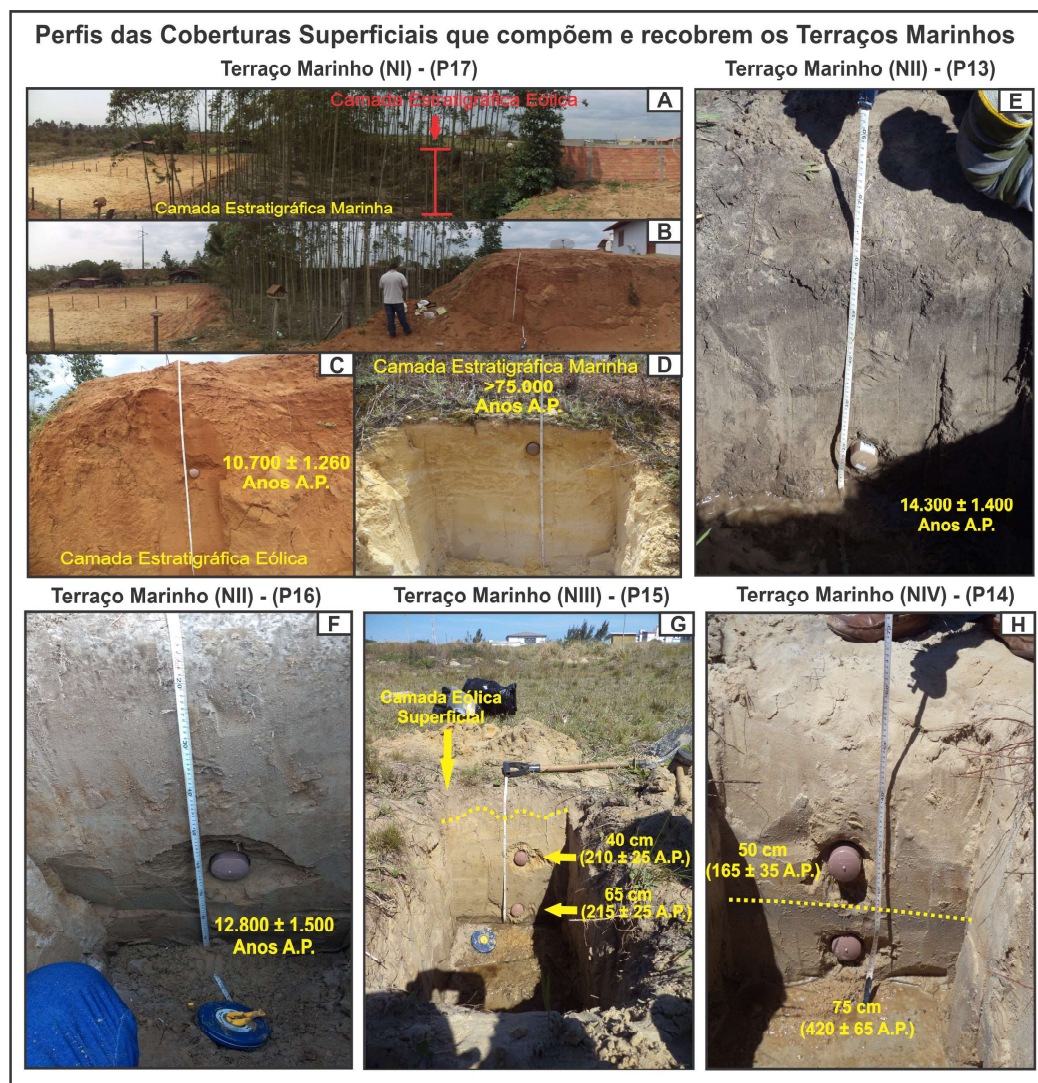 Perfis das Coberturas Superficiais que compõem e recobrem os Terraços Marinhos
Terraço Marinho (NI) - (P17)
Camada Estratigráfica Eólica
A
Camada Estratigráfica Marinha
B
C
10.700 ± 1.260
Anos A.P.
Camada Estratigráfica Eólica
Camada Estratigráfica Marinha
D
>75.000
Anos A.P.
Terraço Marinho (NII) - (P13)
E
14.300 ± 1.400
Anos A.P.
Terraço Marinho (NII) - (P16)
F
12.800 ± 1.500
Anos A.P.
Terraço Marinho (NIII) - (P15)
G
Camada Eólica
Superficial
40 cm
(210 ± 25 A.P.)
65 cm
(215 ± 25 A.P.)
Terraço Marinho (NIV) - (P14)
H
50 cm
(165 ± 35 A.P.)
75 cm
(420 ± 65 A.P.)